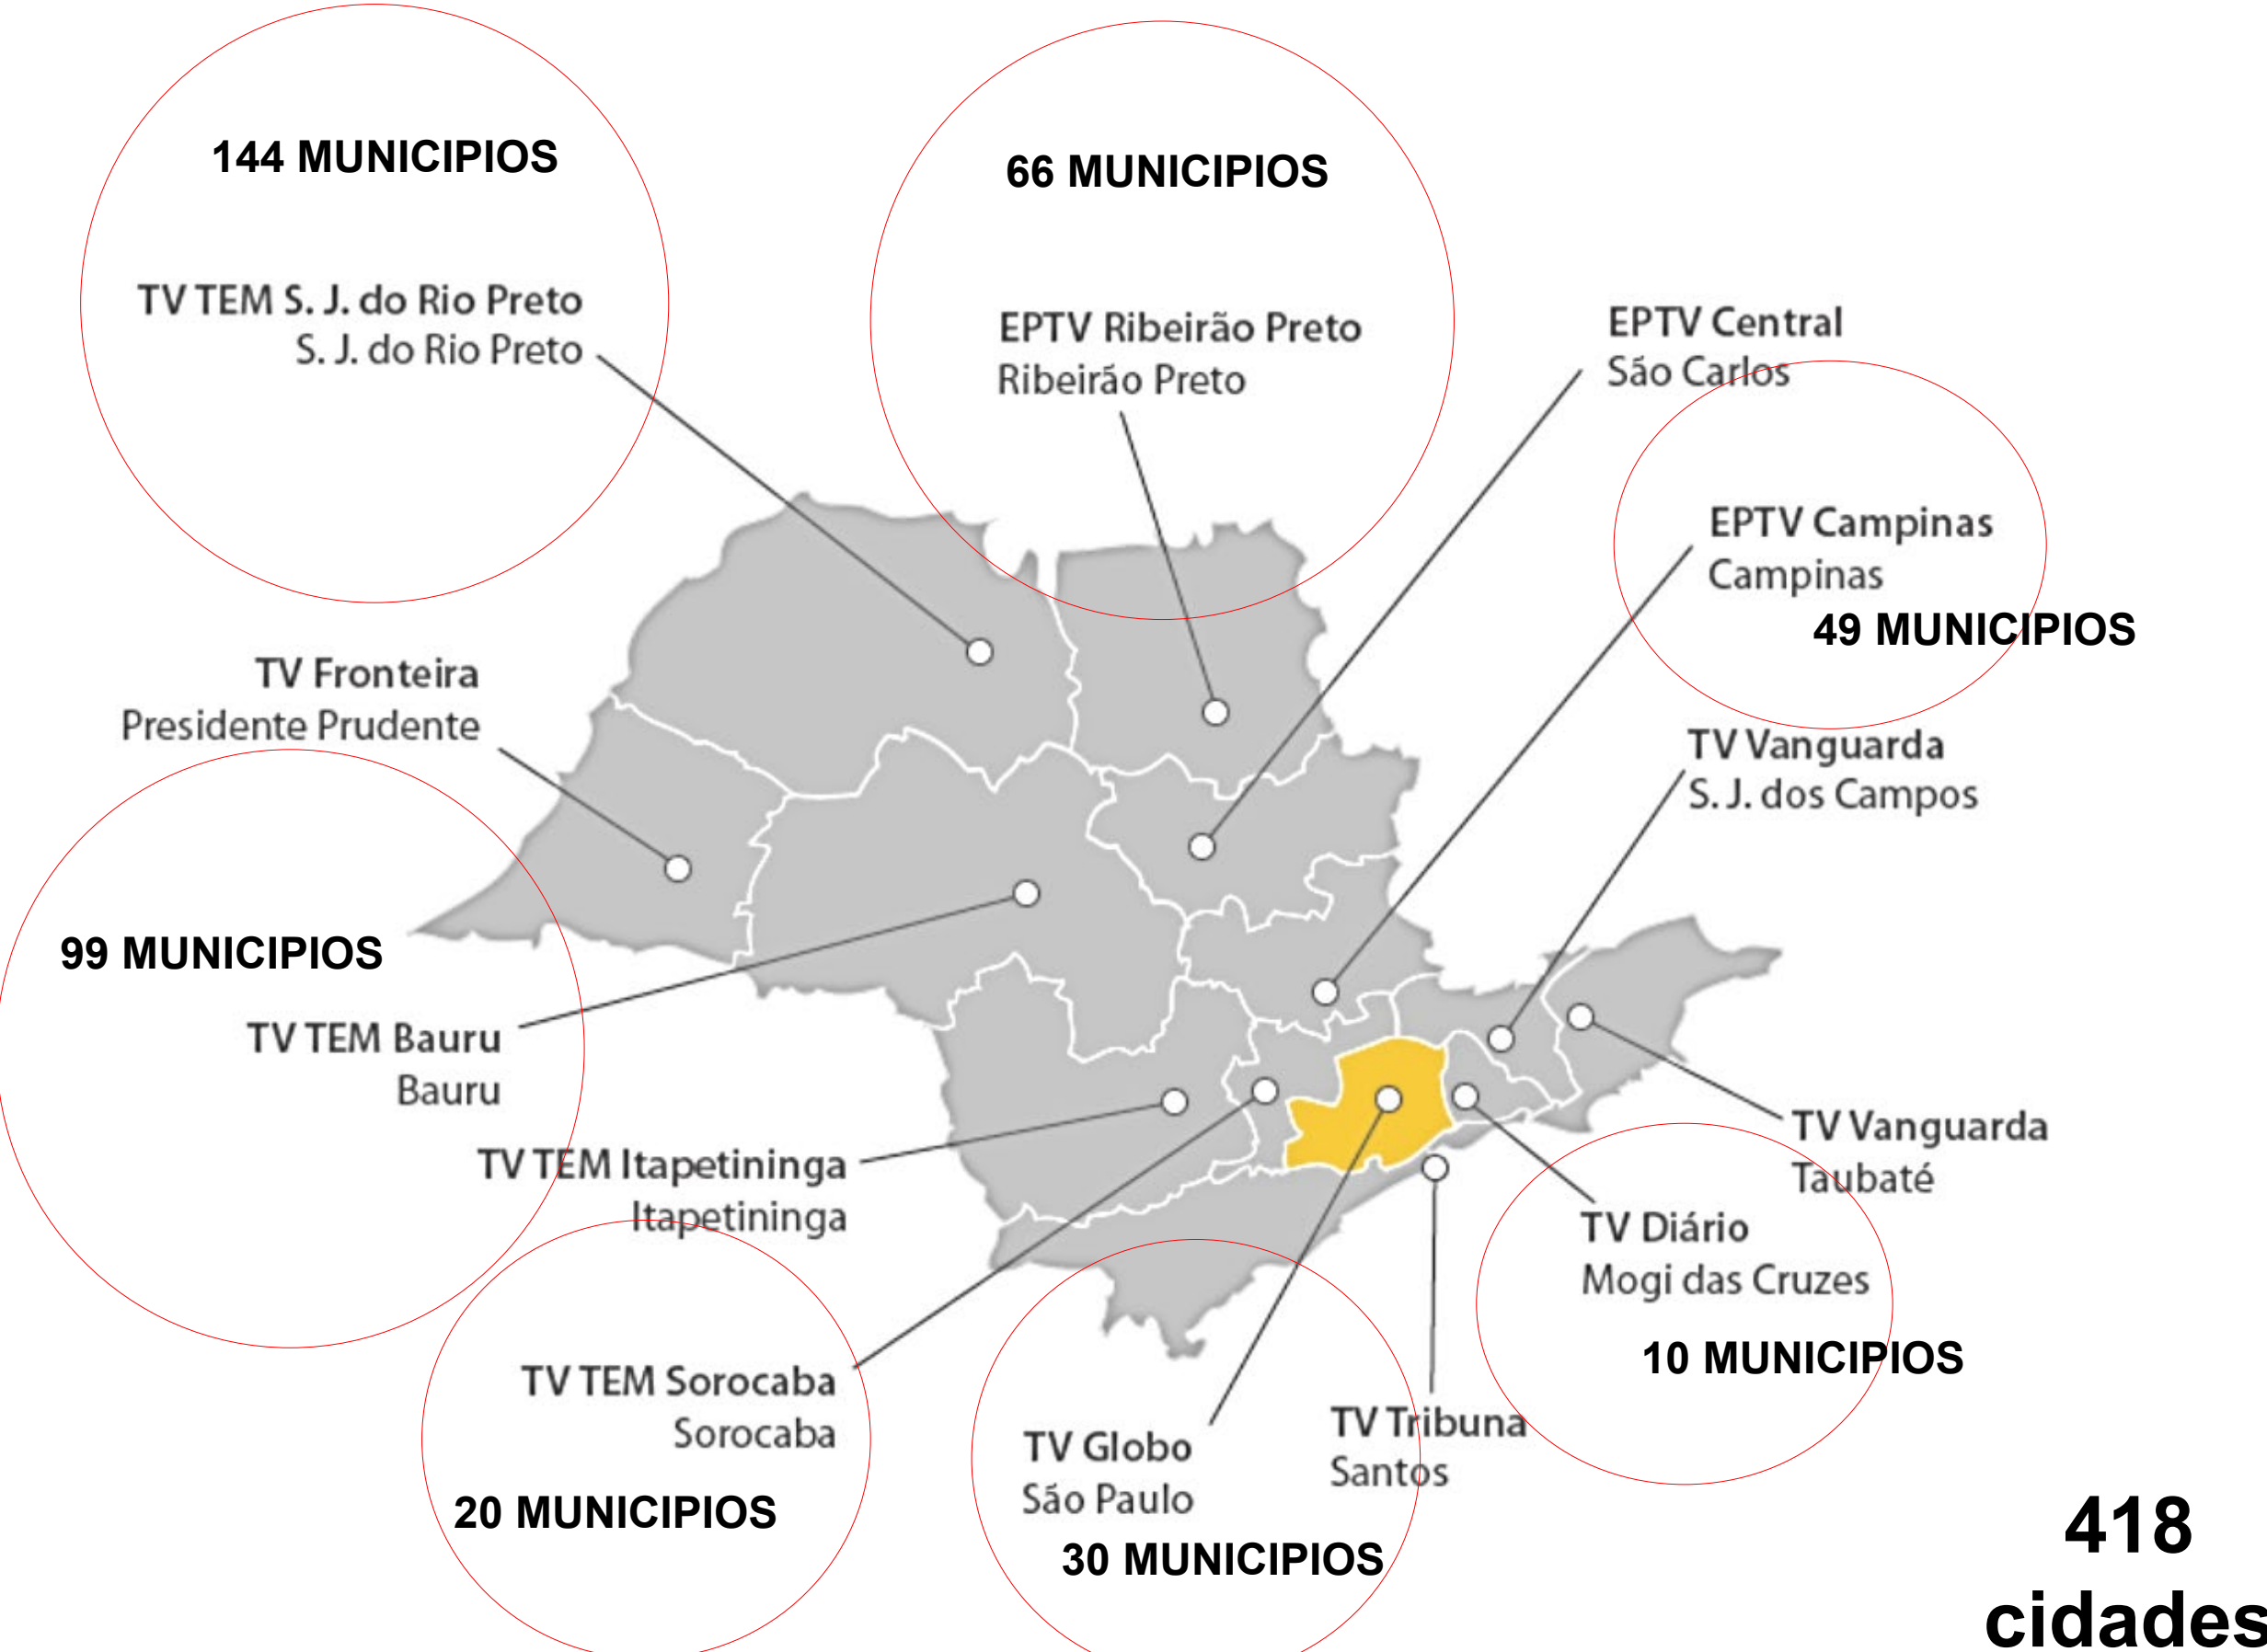 144 MUNICIPIOS
66 MUNICIPIOS
TV TEM S. J. do Rio Preto
S. J. do Rio Preto
EPTV Ribeirão Preto
Ribeirão Preto
EPTV Central
São Carlos
EPTV Campinas
Campinas
49 MUNICIPIOS
TV Fronteira
Presidente Prudente
TV Vanguarda
S. J. dos Campos
99 MUNICIPIOS
TV TEM Bauru
Bauru
TV TEM Itapetininga
Itapetininga
TV Vanguarda
Taubaté
TV Diário
Mogi das Cruzes
10 MUNICIPIOS
TV TEM Sorocaba
Sorocaba
20 MUNICIPIOS
TV Globo
São Paulo
30 MUNICIPIOS
TV Tribuna
Santos
418
cidades